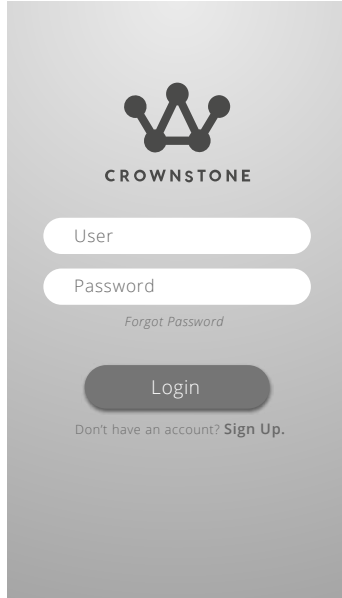 CROWNSTONE
User
Password
Forgot Password
Login
Don't have an account? Sign Up.